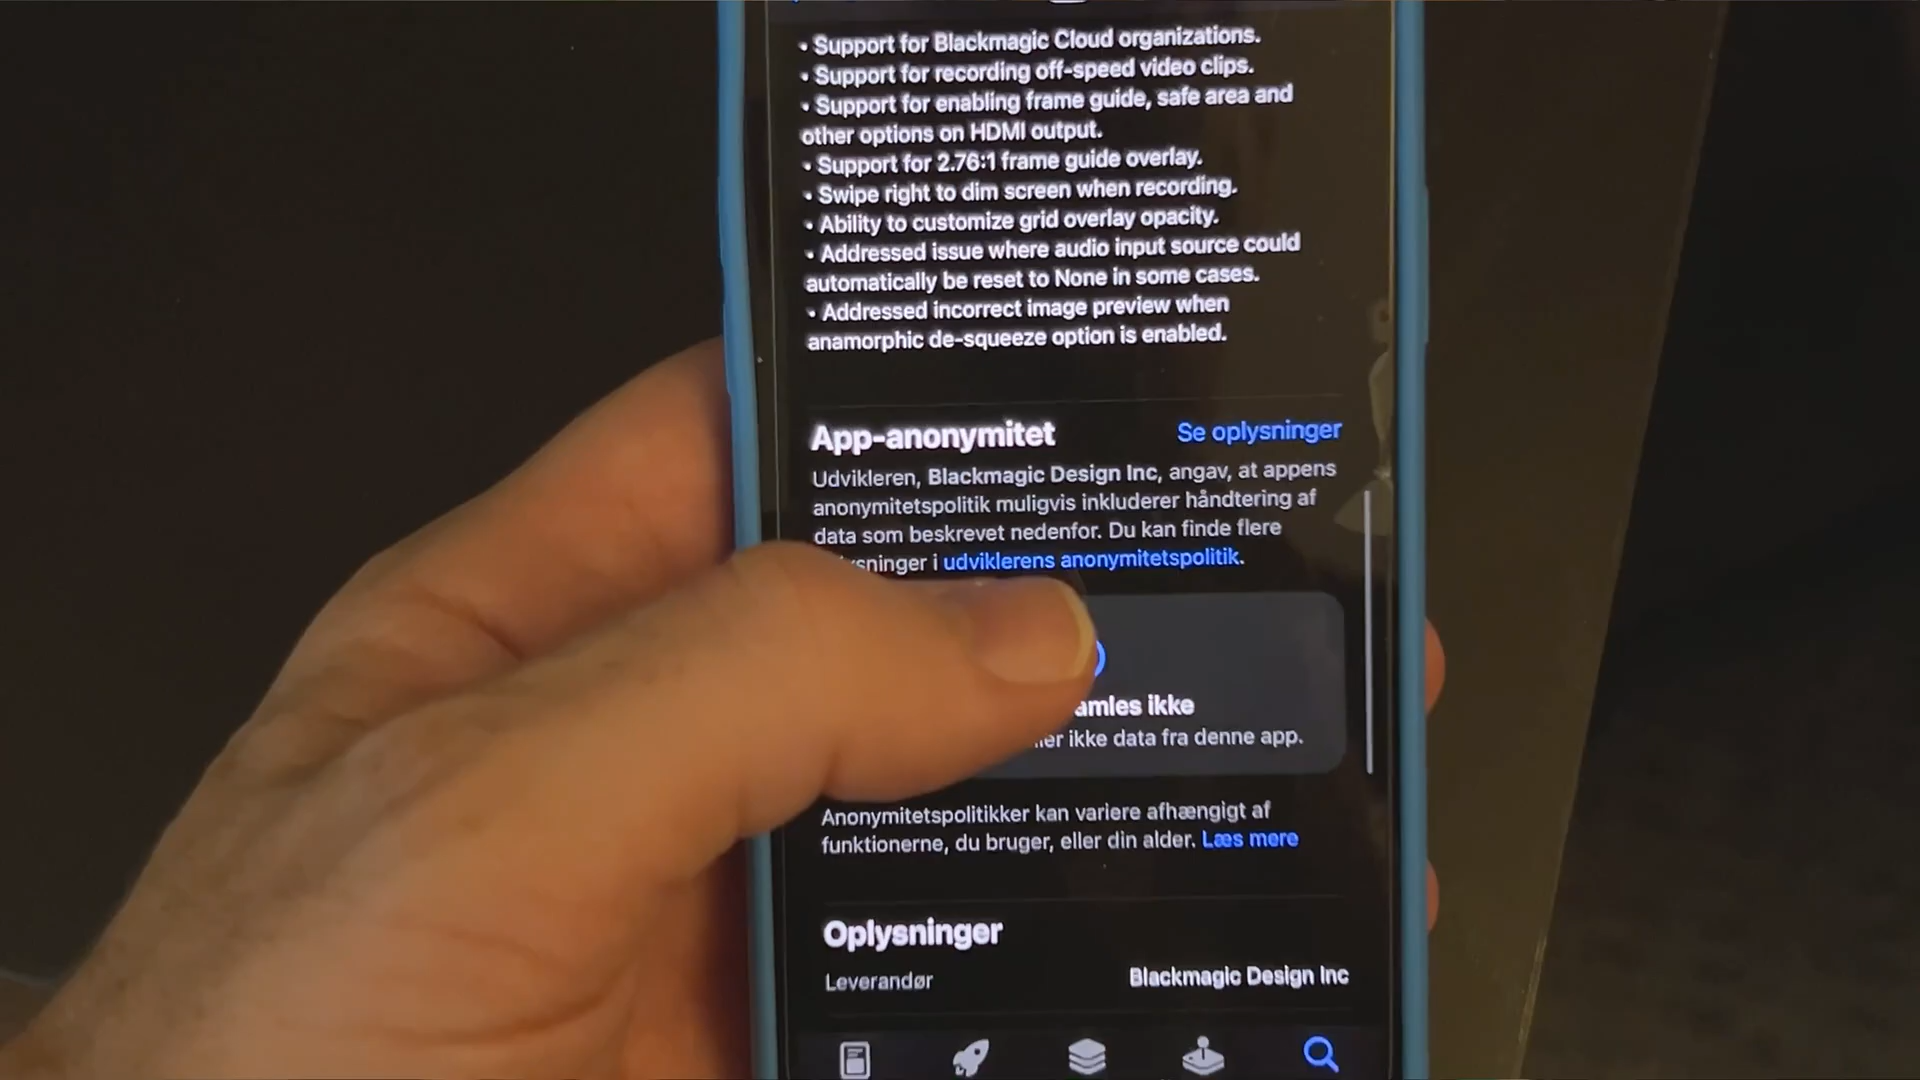 • Support for Blackmagic Cloud organizations.
• Support for recording off-speed video clips.
• Support for enabling frame guide, safe area and
other options on HDMI output.
• Support for 2.76:1 frame guide overlay.
• Swipe right to dim screen when recording.
• Ability to customize grid overlay opacity.
• Addressed issue where audio input source could
automatically be reset to None in some cases.
• Addressed incorrect image preview when
anamorphic de-squeeze option is enabled.
App-anonymitet Se oplysninger
Udvikleren, Blackmagic Design Inc, angav, at appens
anonymitetspolitik muligvis inkluderer håndtering af
data som beskrevet nedenfor. Du kan finde flere
i udviklerens anonymitetspolitik.
ikke
ikke data fra denne app.
Anonymitetspolitikker kan variere afhængigt af
funktionerne, du bruger, eller din alder. Læs mere
Oplysninger
Leverandør Blackmagic Design Inc